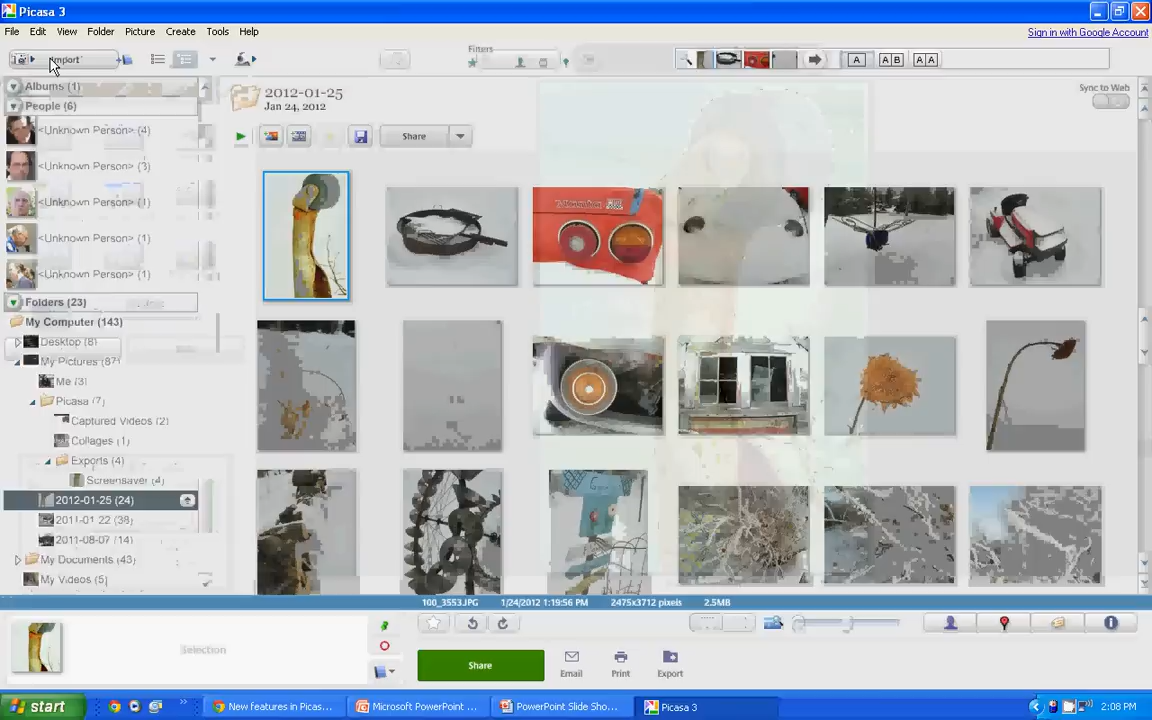 Picasa 3
File Edit View Folder Picture Create Tools Help
Sign in with Google Account
Import
Filters
A AB AA
Albums (1)
People (6)
<Unknown Person> (4)
<Unknown Person> (3)
<Unknown Person> (1)
<Unknown Person> (1)
<Unknown Person> (1)
Folders (23)
My Computer (143)
Desktop (8)
My Pictures (87)
Me (3)
Picasa (7)
Captured Videos (2)
Collages (1)
Exports (4)
Screensaver (4)
2012-01-25 (24)
2011-01-22 (38)
2011-08-07 (14)
My Documents (43)
My Videos (5)
2012-01-25
Jan 24, 2012
Sync to Web
Share
100_3553.JPG 1/24/2012 1:19:56 PM 2475x3712 pixels 2.5MB
Selection
Share
Email Print Export
start
New features in Picas...
Microsoft PowerPoint ...
PowerPoint Slide Sho...
Picasa 3
2:08 PM